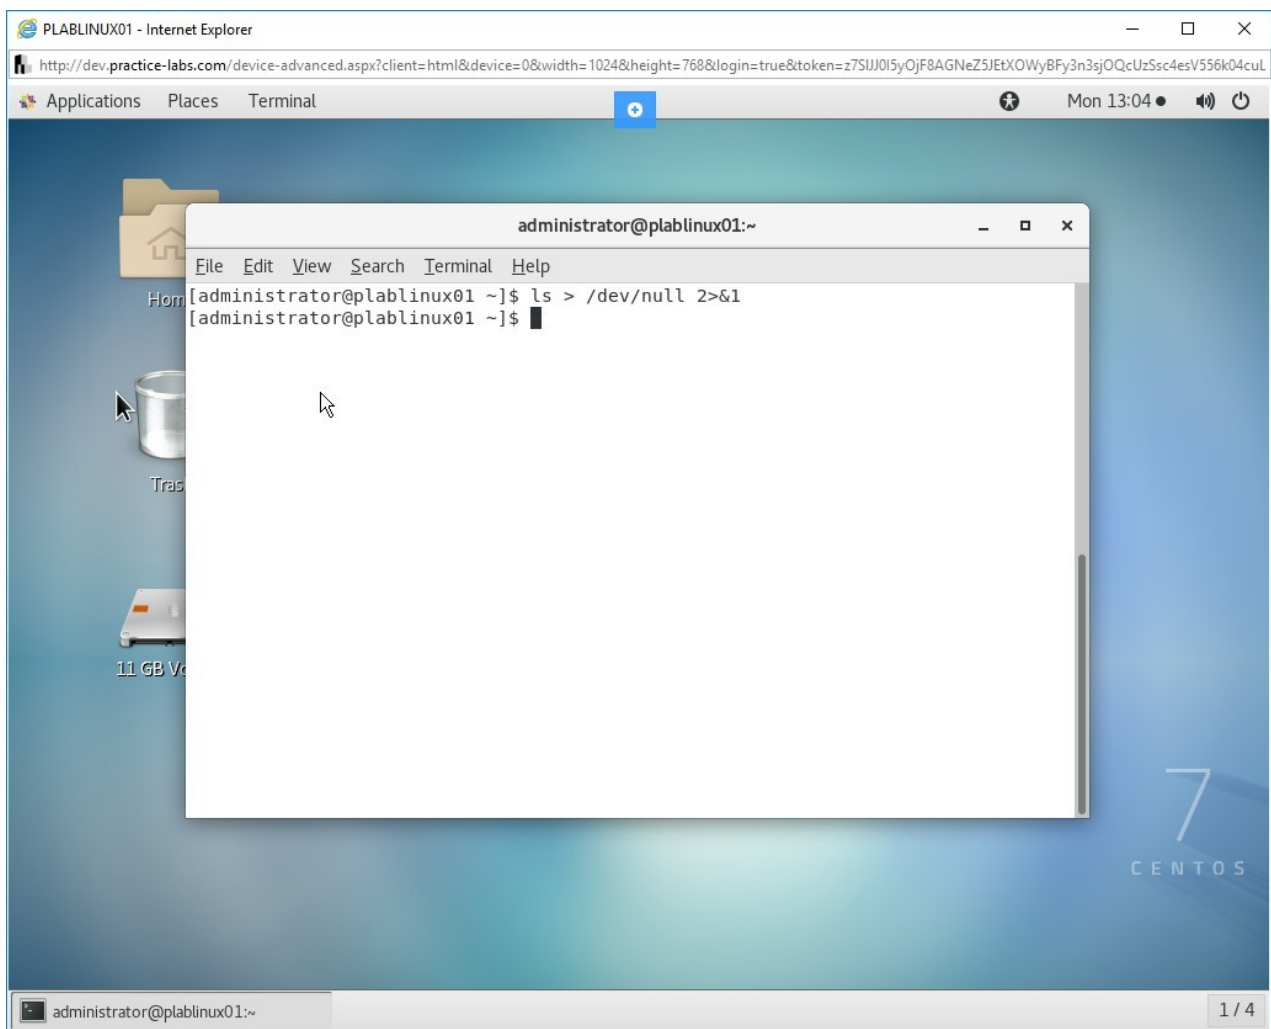 PLABLINUX01 - Internet Explorer
http://dev.practice-labs.com/device-advanced.aspx?client=html&device=0&width=1024&height=768&login=true&token=
Applications Places Terminal Mon 13:04
administrator@plablinux01:~
File Edit View Search Terminal Help
[administrator@plablinux01 ~]$ ls > /dev/null 2>&1
[administrator@plablinux01 ~]$
Hom
Tras
11 GB Vo
7
CENTOS
administrator@plablinux01:~ 1 / 4